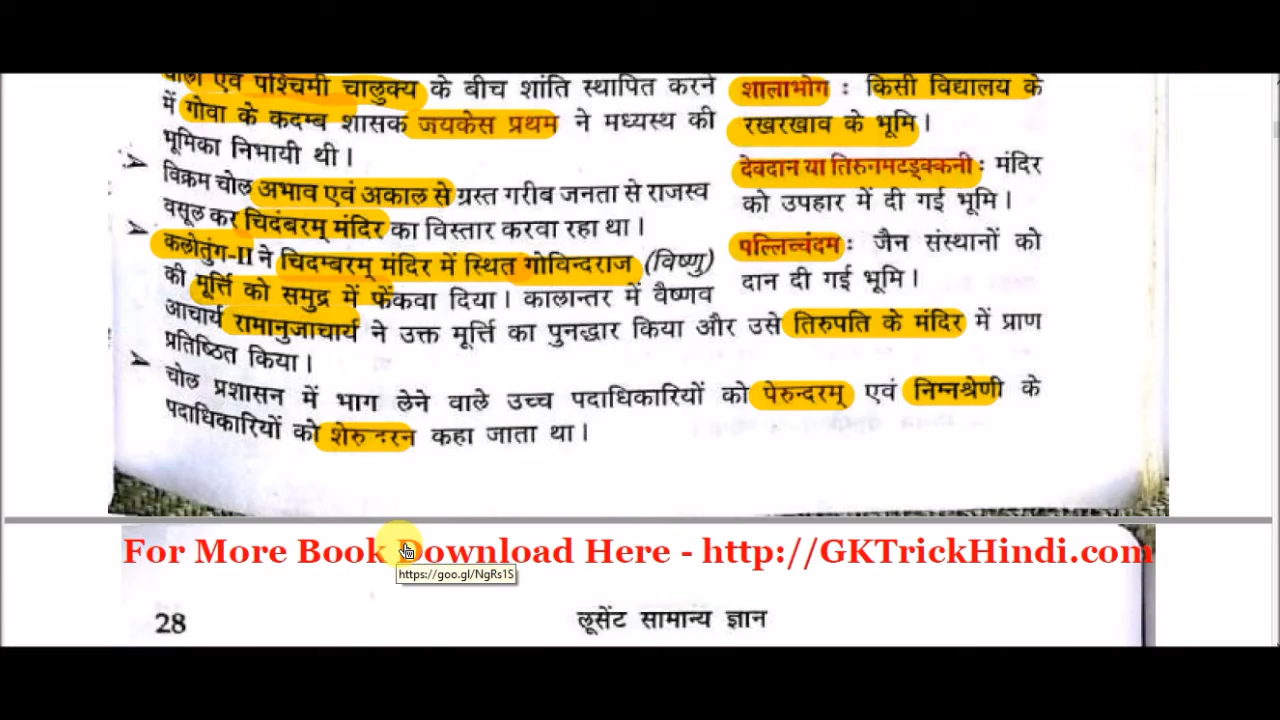 चोलों एवं पश्चिमी चालुक्य के बीच शांति स्थापित करने
में गोवा के कदम्ब शासक जयकेस प्रथम ने मध्यस्थ की
भूमिका निभायी थी।
विक्रम चोल अभाव एवं अकाल से ग्रस्त गरीब जनता से राजस्व
वसूल कर चिदंबरम् मंदिर का विस्तार करवा रहा था।
कलोतुंग-II ने चिदम्बरम् मंदिर में स्थित गोविन्दराज (विष्णु)
की मूर्त्ति को समुद्र में फेंकवा दिया। कालान्तर में वैष्णव
शालाभोग : किसी विद्यालय के
रखरखाव के भूमि।
देवदान या तिरुनमटड्क्कनी : मंदिर
को उपहार में दी गई भूमि।
पल्लिच्चंदम : जैन संस्थानों को
दान दी गई भूमि।
आचार्य रामानुजाचार्य ने उक्त मूर्त्ति का पुनद्धार किया और उसे तिरुपति के मंदिर में प्राण
प्रतिष्ठित किया।
चोल प्रशासन में भाग लेने वाले उच्च पदाधिकारियों को पेरुन्दरम् एवं निम्नश्रेणी के
पदाधिकारियों को शेरुन्दरन कहा जाता था।
For More Book Download Here - http://GKTrickHindi.com
https://goo.gl/NgRs1S
28 लूसेंट सामान्य ज्ञान